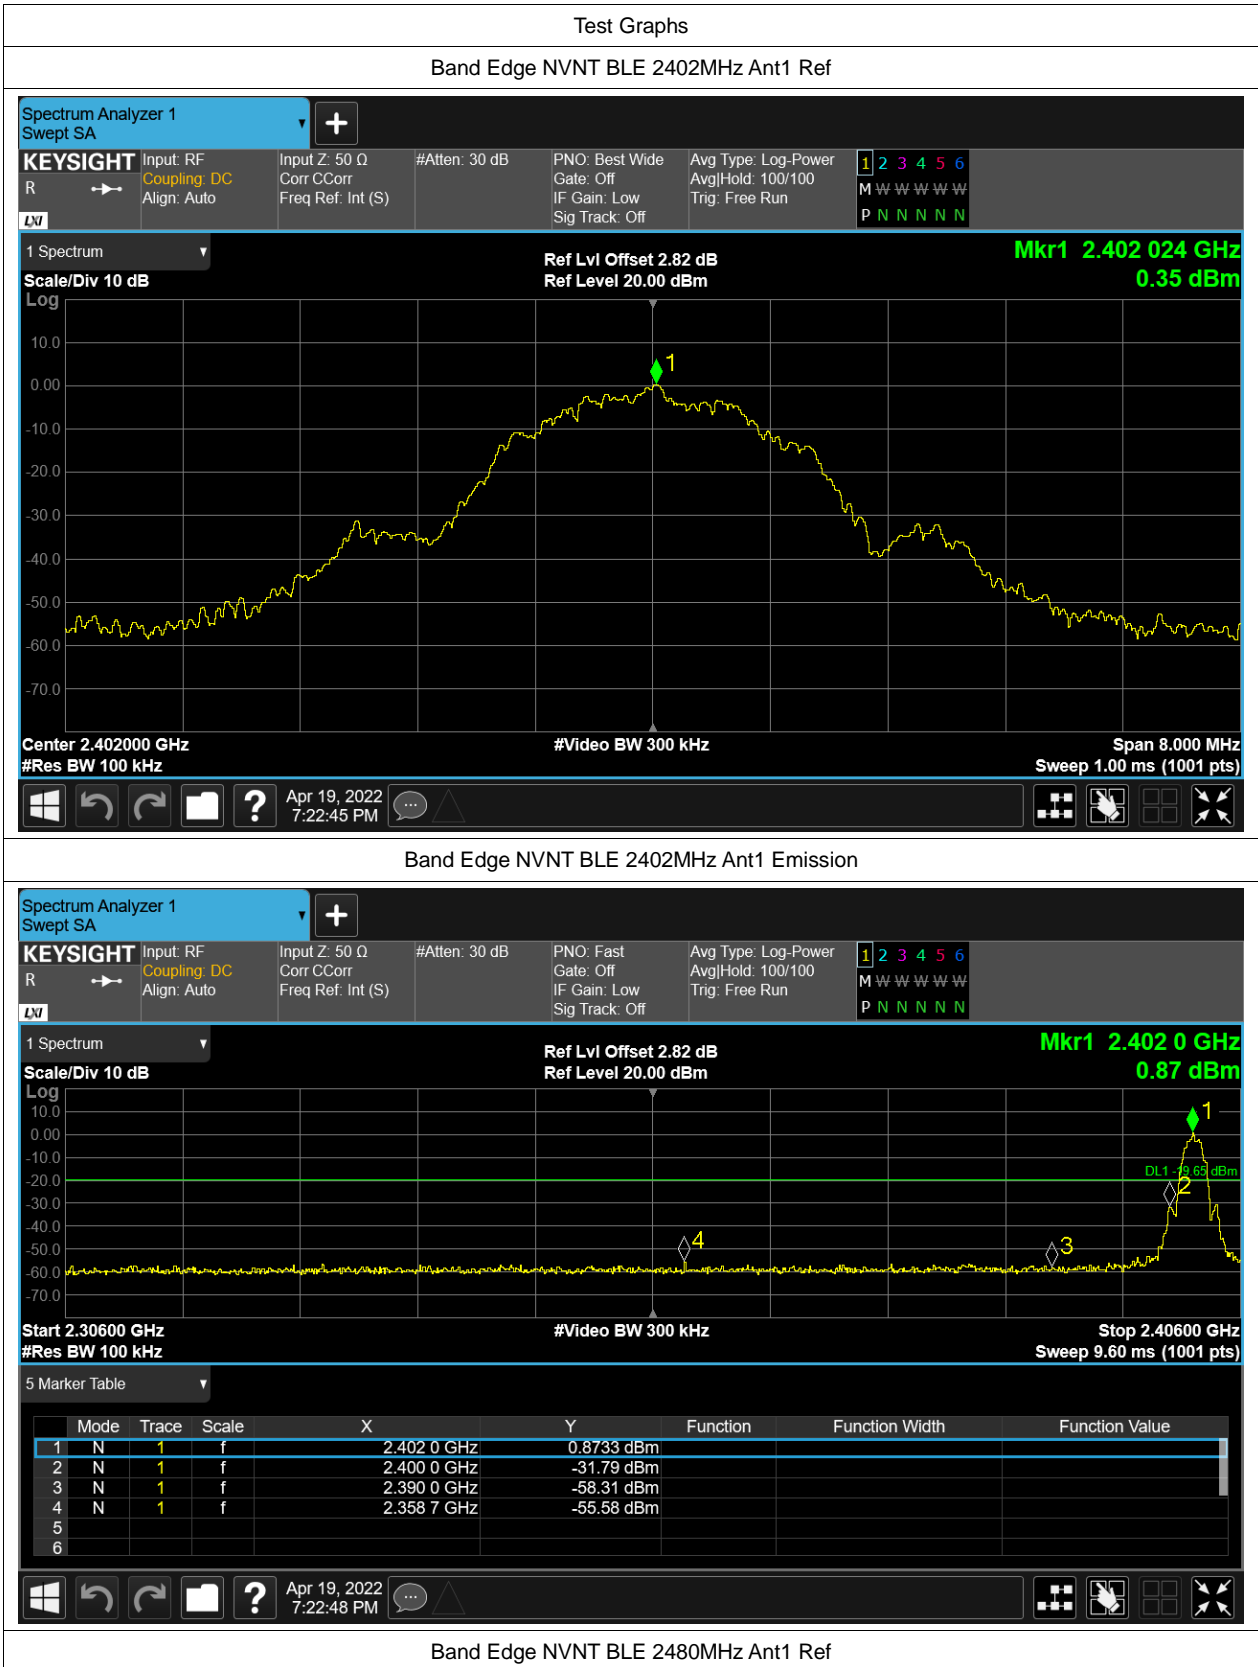 Test Graphs
Band Edge NVNT BLE 2402MHz Ant1 Ref
Spectrum Analyzer 1
Swept SA
KEYSIGHT Input: RF Input Z: 50 Ω #Atten: 30 dB PNO: Best Wide Avg Type: Log-Power 1 2 3 4 5 6
R Coupling: DC Corr CCorr Gate: Off Avg|Hold: 100/100 M W W W W W
Align: Auto Freq Ref: Int (S) IF Gain: Low Trig: Free Run
LXI Sig Track: Off P N N N N N
1 Spectrum Ref Lvl Offset 2.82 dB Mkr1 2.402 024 GHz
Scale/Div 10 dB Ref Level 20.00 dBm 0.35 dBm
Log
1
10.0
0.00
-10.0
-20.0
-30.0
-40.0
-50.0
-60.0
-70.0
Center 2.402000 GHz #Video BW 300 kHz Span 8.000 MHz
#Res BW 100 kHz Sweep 1.00 ms (1001 pts)
? Apr 19, 2022
7:22:45 PM
Band Edge NVNT BLE 2402MHz Ant1 Emission
Spectrum Analyzer 1
Swept SA
KEYSIGHT Input: RF Input Z: 50 Ω #Atten: 30 dB PNO: Fast Avg Type: Log-Power 1 2 3 4 5 6
R Coupling: DC Corr CCorr Gate: Off Avg|Hold: 100/100 M W W W W W
Align: Auto Freq Ref: Int (S) IF Gain: Low Trig: Free Run
LXI Sig Track: Off P N N N N N
1 Spectrum Ref Lvl Offset 2.82 dB Mkr1 2.402 0 GHz
Scale/Div 10 dB Ref Level 20.00 dBm 0.87 dBm
Log
10.0 1
0.00
-10.0
DL1 -19.65 dBm
-20.0 2
-30.0
-40.0
-50.0 4 3
-60.0
-70.0
Start 2.30600 GHz #Video BW 300 kHz Stop 2.40600 GHz
#Res BW 100 kHz Sweep 9.60 ms (1001 pts)
5 Marker Table
Mode Trace Scale X Y Function Function Width Function Value
1 N 1 f 2.402 0 GHz 0.8733 dBm
2 N 1 f 2.400 0 GHz -31.79 dBm
3 N 1 f 2.390 0 GHz -58.31 dBm
4 N 1 f 2.358 7 GHz -55.58 dBm
5
6
? Apr 19, 2022
7:22:48 PM
Band Edge NVNT BLE 2480MHz Ant1 Ref